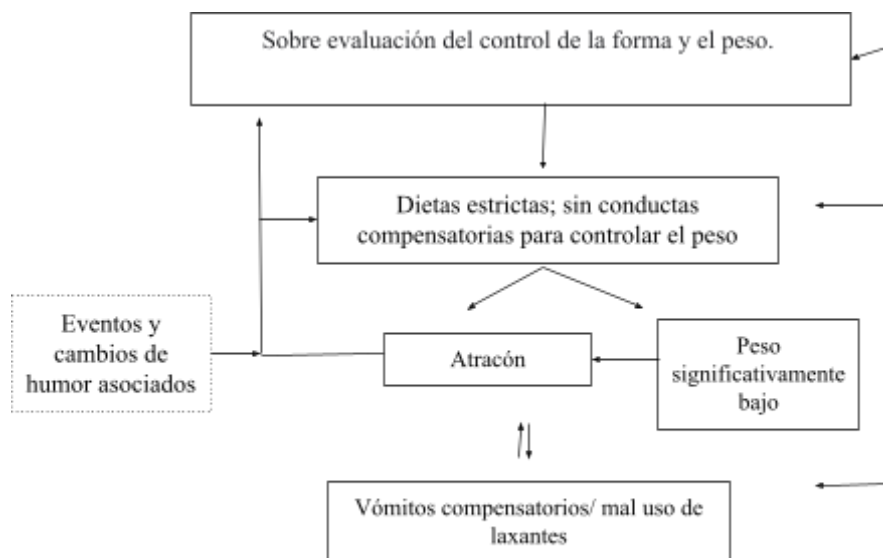 Sobre evaluación del control de la forma y el peso.
Dietas estrictas; sin conductas
compensatorias para controlar el peso
Eventos y
cambios de
humor asociados
Atracón
Peso
significativamente
bajo
Vómitos compensatorios/ mal uso de
laxantes